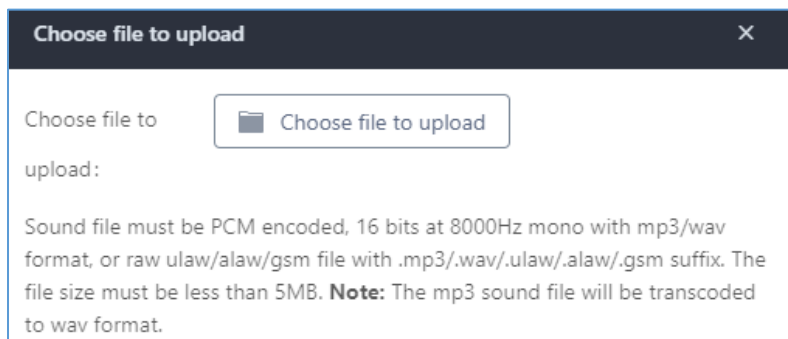 Choose file to upload
Choose file to
Choose file to upload
upload:
Sound file must be PCM encoded, 16 bits at 8000Hz mono with mp3/wav
format, or raw ulaw/alaw/gsm file with .mp3/.wav/.ulaw/.alaw/.gsm suffix. The
file size must be less than 5MB. Note: The mp3 sound file will be transcoded
to wav format.